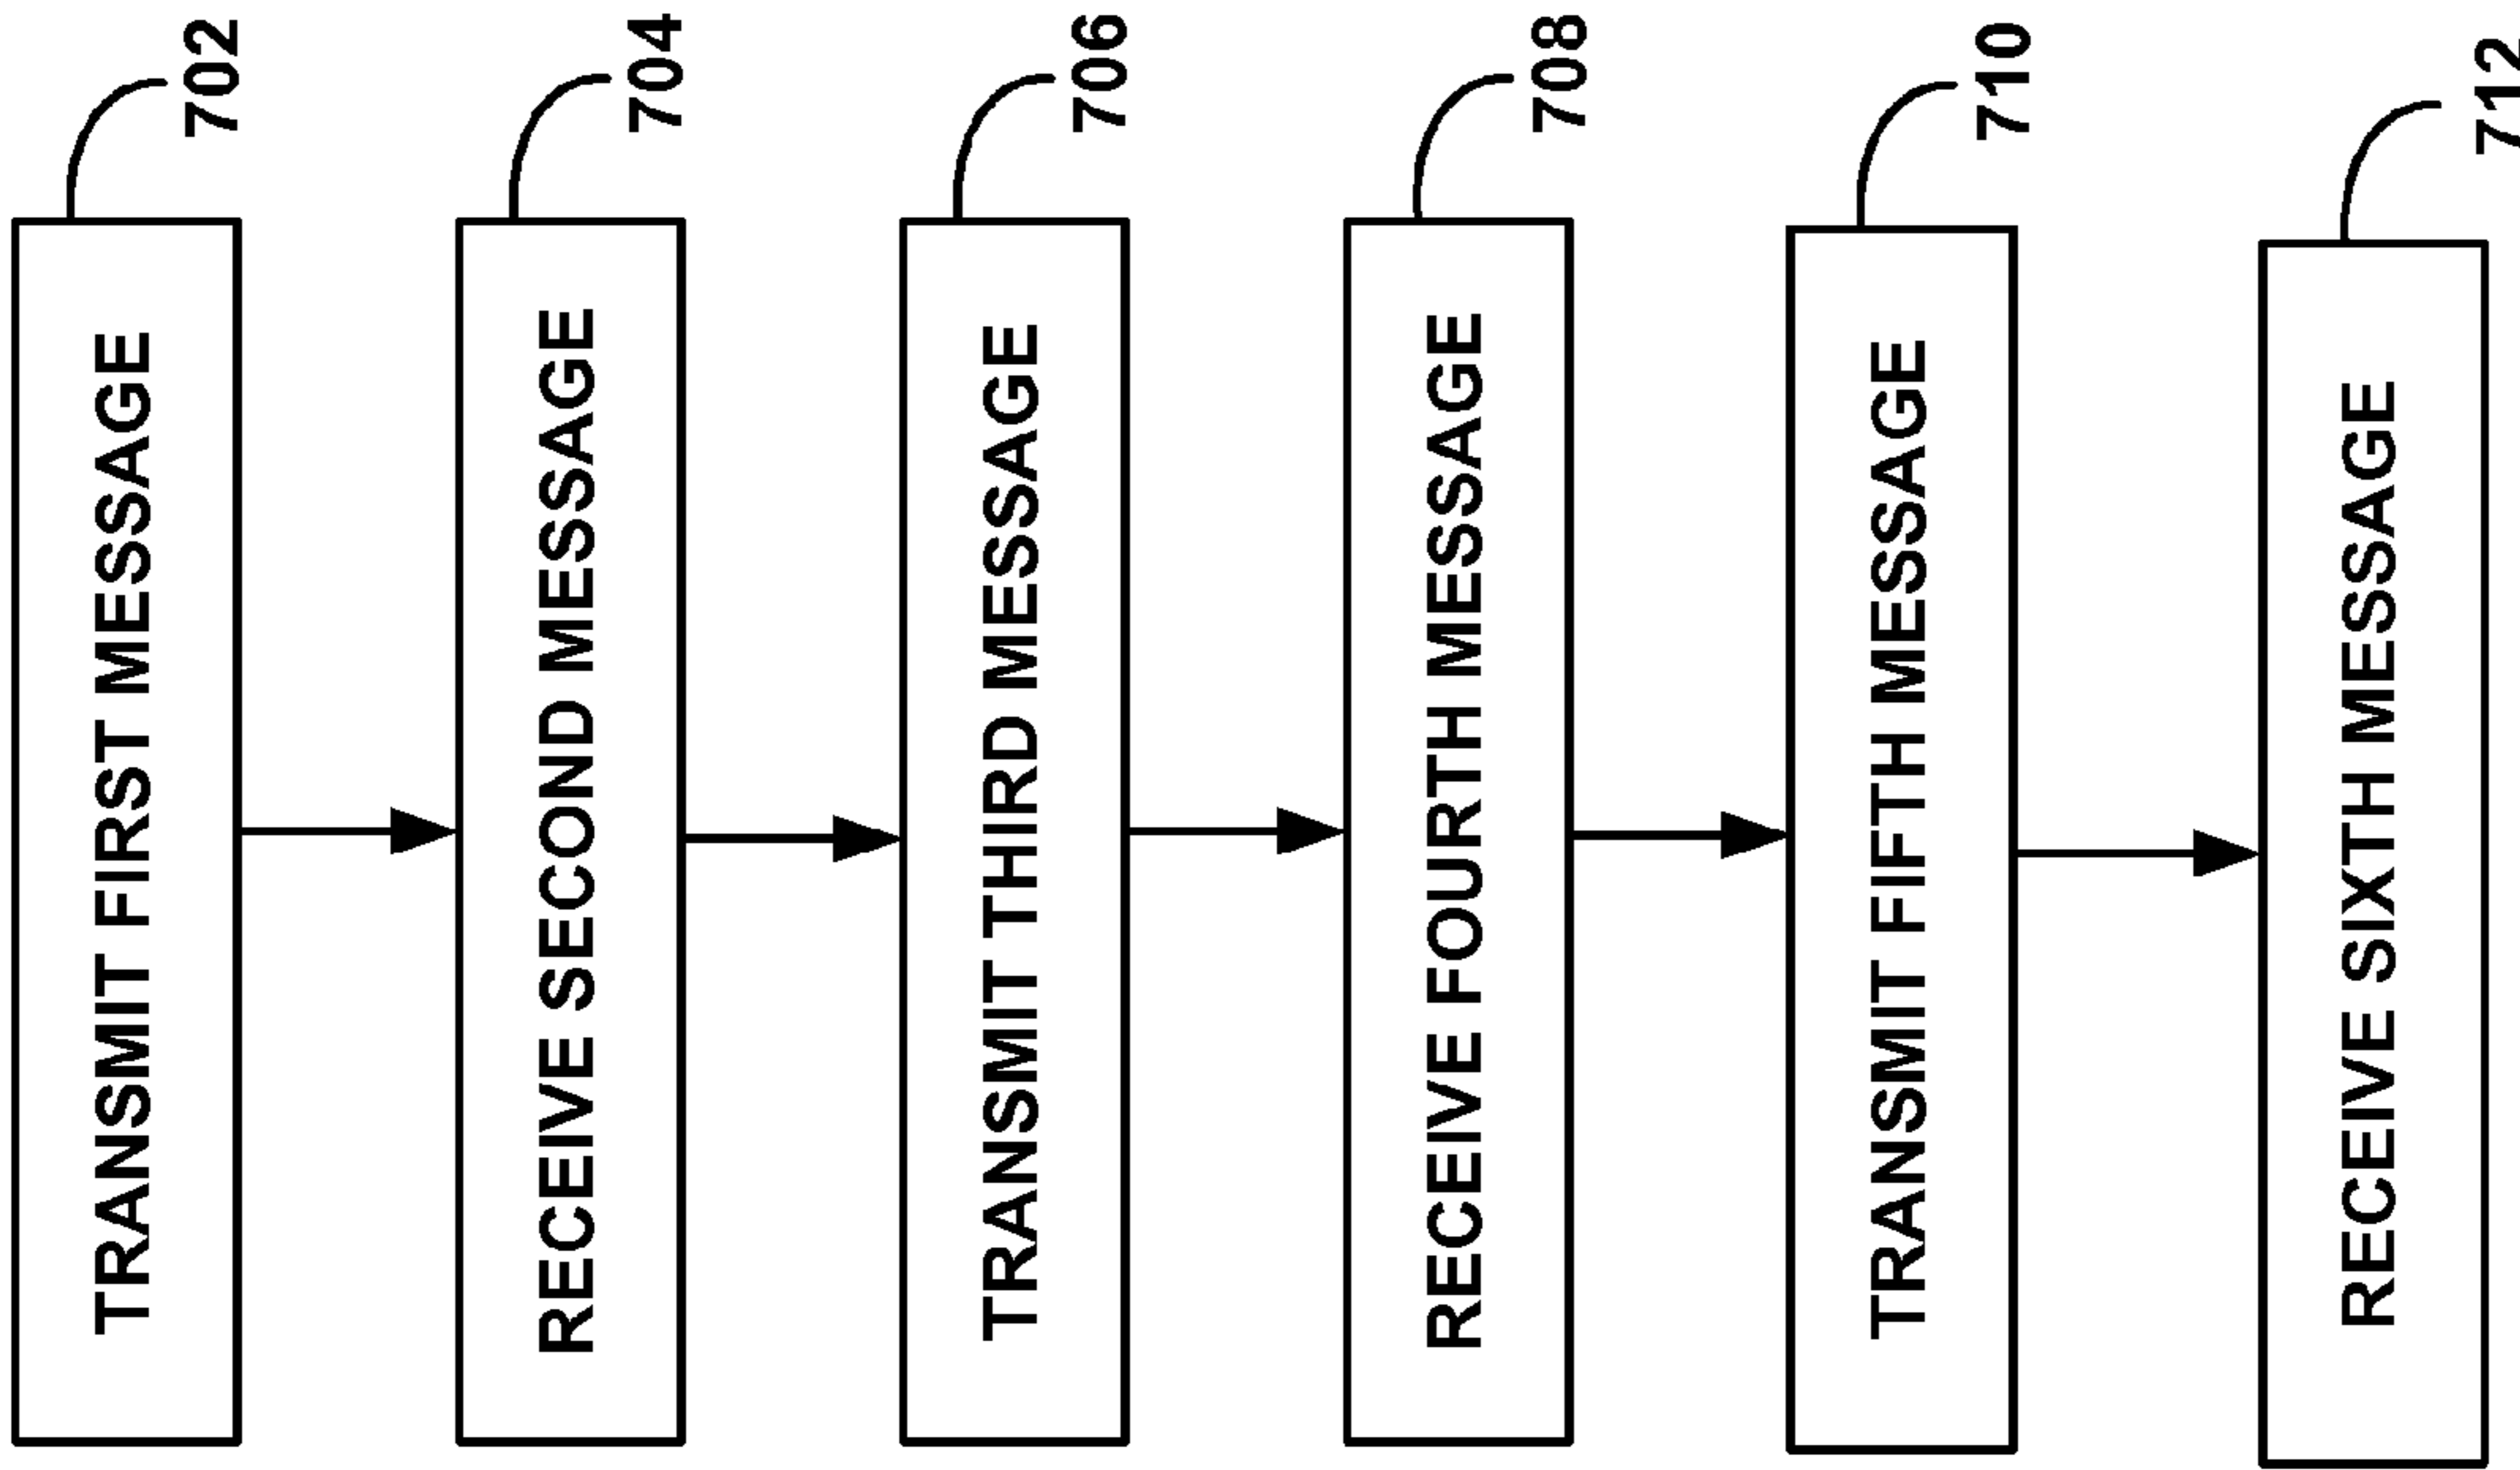 TRANSMIT FIRST MESSAGE
702
RECEIVE SECOND MESSAGE
704
TRANSMIT THIRD MESSAGE
706
RECEIVE FOURTH MESSAGE
708
TRANSMIT FIFTH MESSAGE
710
RECEIVE SIXTH MESSAGE
712